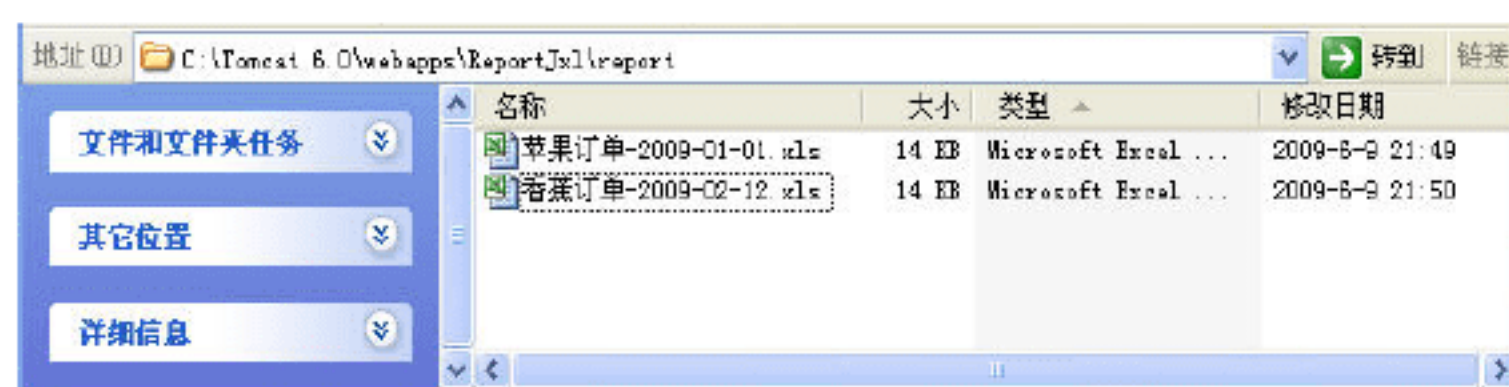 地址(D) C:\Tomcat 6.0\webapps\ReportJxl\report 转到 链接
名称 大小 类型 修改日期
文件和文件夹任务
苹果订单-2009-01-01.xls 14 KB Microsoft Excel ... 2009-6-9 21:49
香蕉订单-2009-02-12.xls 14 KB Microsoft Excel ... 2009-6-9 21:50
其它位置
详细信息